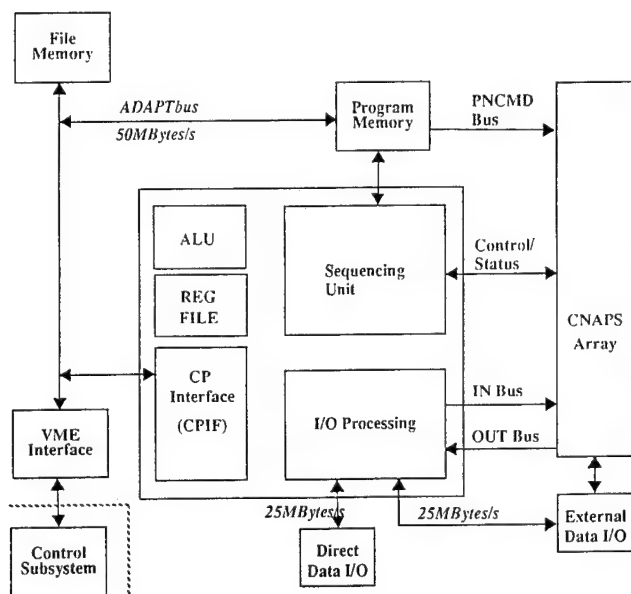 File
Memory
ADAPTbus
50MBytes/s
Program
Memory
PNCMD
Bus
ALU
REG
FILE
Sequencing
Unit
Control/
Status
CNAPS
Array
CP
Interface
(CPIF)
I/O Processing
IN Bus
OUT Bus
VME
Interface
25MBytes/s
25MBytes/s
Control
Subsystem
Direct
Data I/O
External
Data I/O